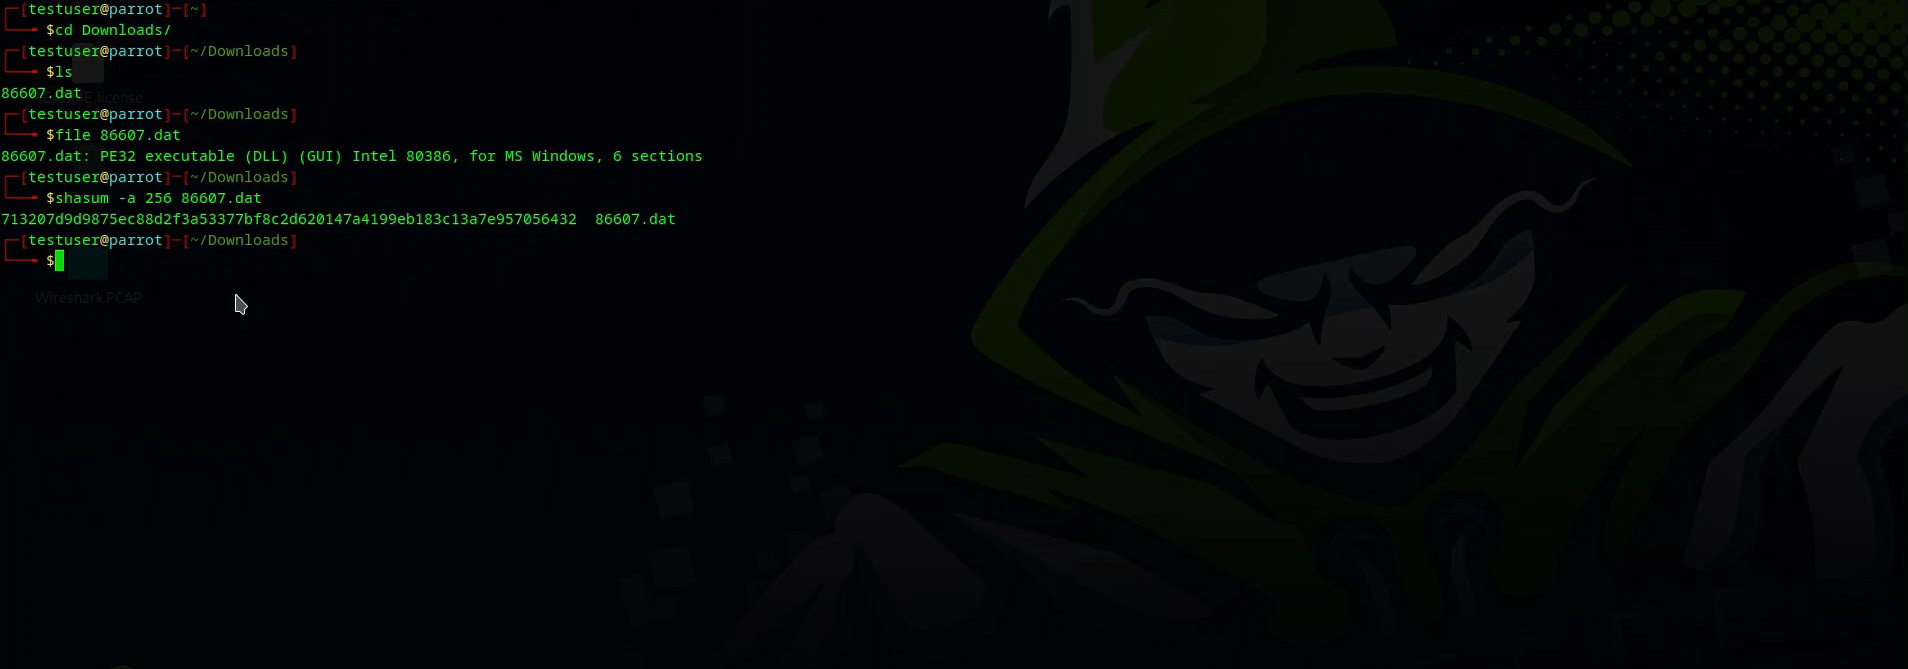 ┌─[testuser@parrot]─[~]
└──╼ $cd Downloads/
┌─[testuser@parrot]─[~/Downloads]
└──╼ $ls
86607.dat
┌─[testuser@parrot]─[~/Downloads]
└──╼ $file 86607.dat
86607.dat: PE32 executable (DLL) (GUI) Intel 80386, for MS Windows, 6 sections
┌─[testuser@parrot]─[~/Downloads]
└──╼ $shasum -a 256 86607.dat
713207d9d9875ec88d2f3a53377bf8c2d620147a4199eb183c13a7e957056432  86607.dat
┌─[testuser@parrot]─[~/Downloads]
└──╼ $
Wireshark PCAP